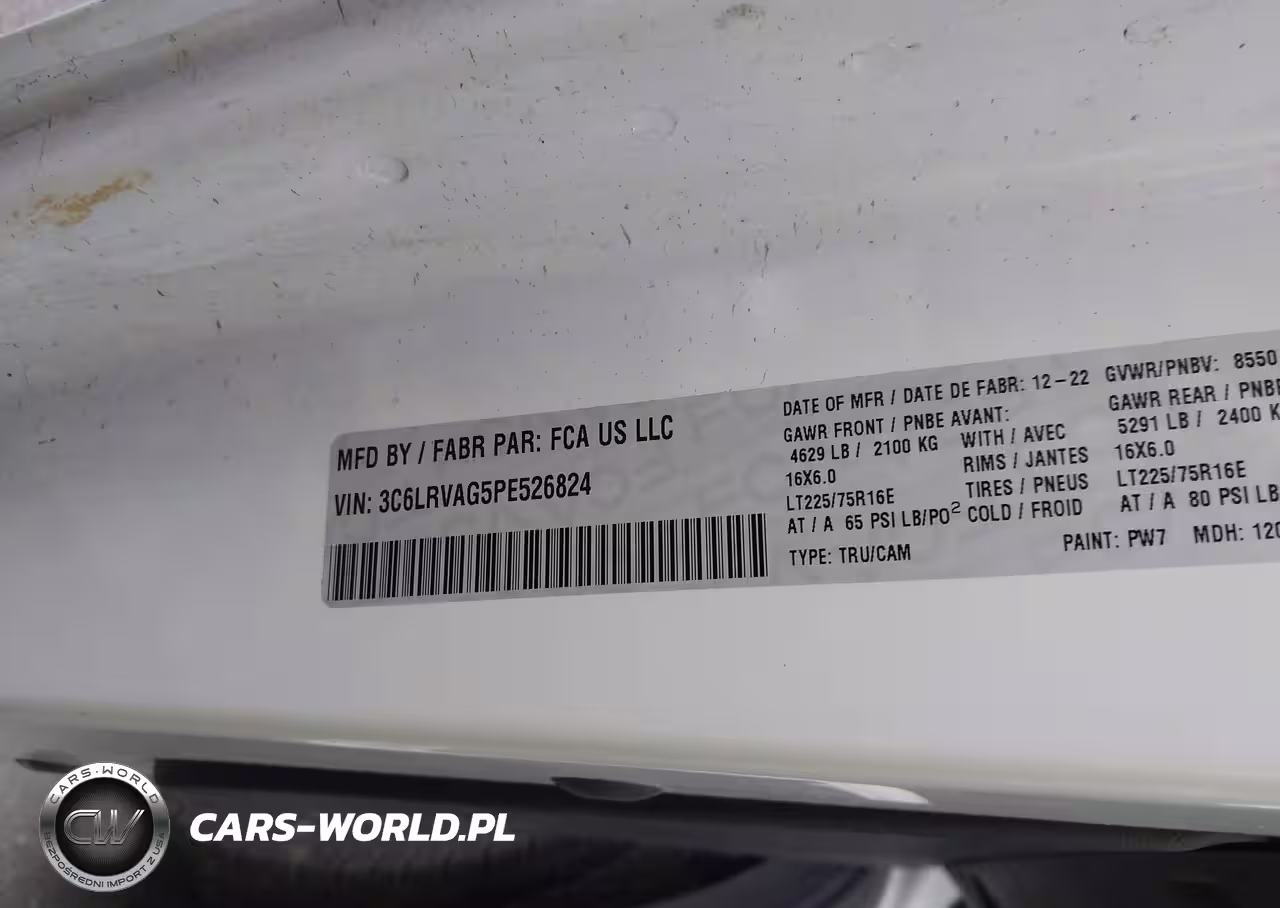 MFD BY / FABR PAR: FCA US LLC
VIN: 3C6LRVAG5PE526824
DATE OF MFR / DATE DE FABR: 12-22 GVWR/PNBV: 8550
GAWR FRONT / PNBE AVANT: GAWR REAR / PNBE
4629 LB / 2100 KG WITH / AVEC 5291 LB / 2400 K
16X6.0 RIMS / JANTES 16X6.0
LT225/75R16E TIRES / PNEUS LT225/75R16E
AT / A 65 PSI LB/PO² COLD / FROID AT / A 80 PSI LB
TYPE: TRU/CAM PAINT: PW7 MDH: 120
CARS-WORLD
CW
BEZPOŚREDNI IMPORT Z USA
CARS-WORLD.PL